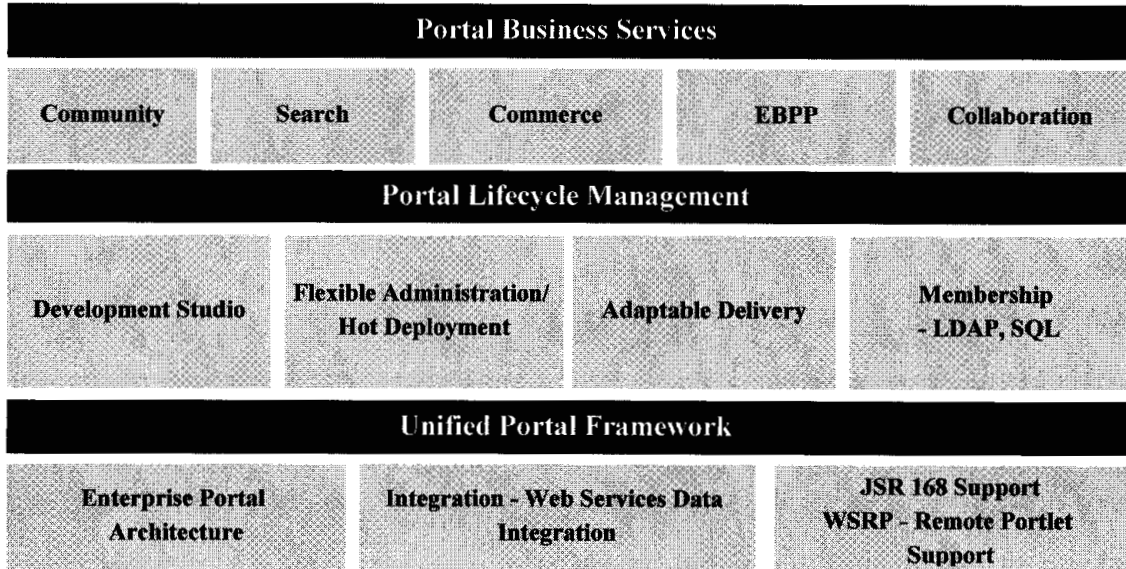 Portal Business Services
Community
Search
Commerce
EBPP
Collaboration
Portal Lifecycle Management
Development Studio
Flexible Administration/
Hot Deployment
Adaptable Delivery
Membership
- LDAP, SQL
Unified Portal Framework
Enterprise Portal
Architecture
Integration - Web Services Data
Integration
JSR 168 Support
WSRP - Remote Portlet
Support